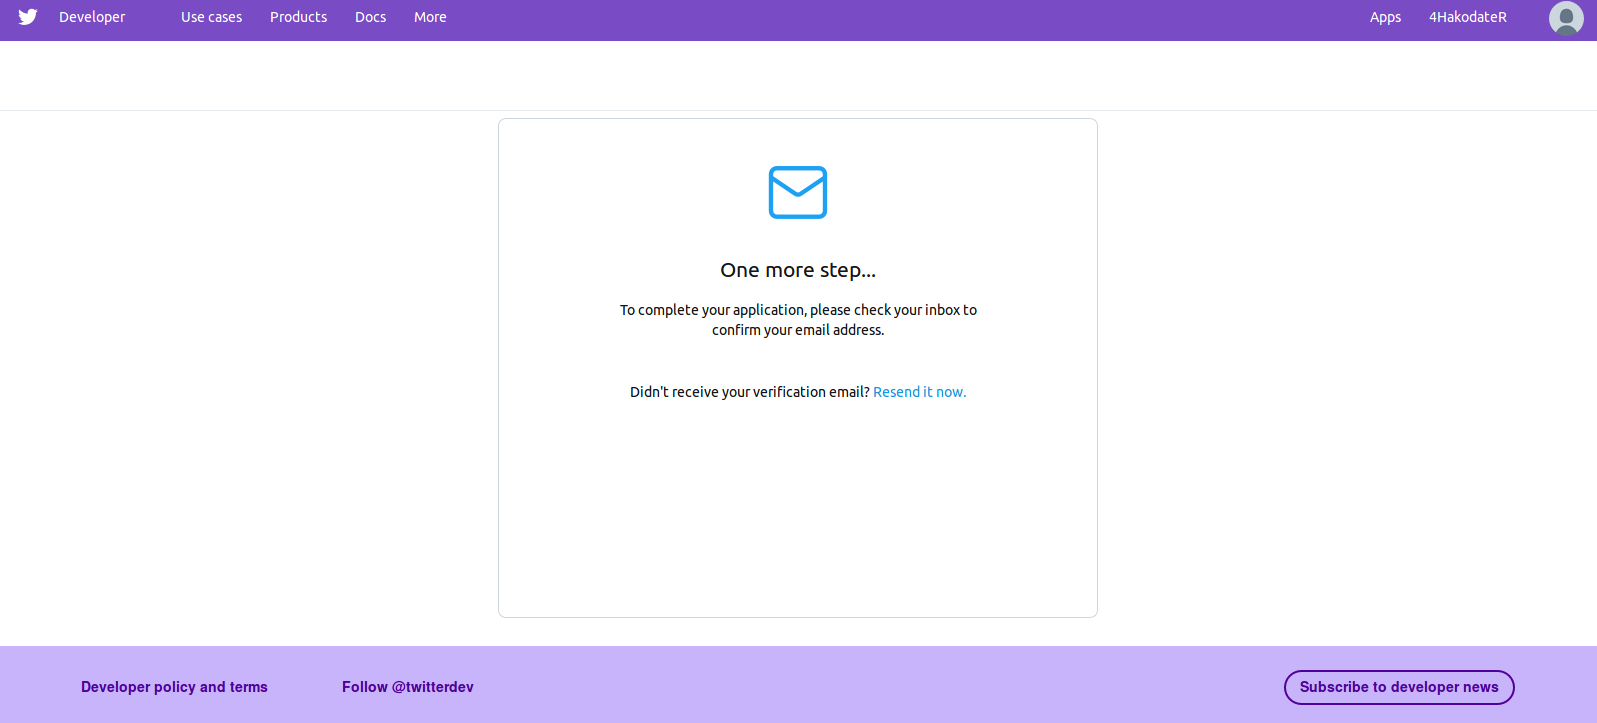 Developer Use cases Products Docs More Apps 4HakodateR
One more step...
To complete your application, please check your inbox to
confirm your email address.
Didn't receive your verification email? Resend it now.
Developer policy and terms Follow @twitterdev Subscribe to developer news